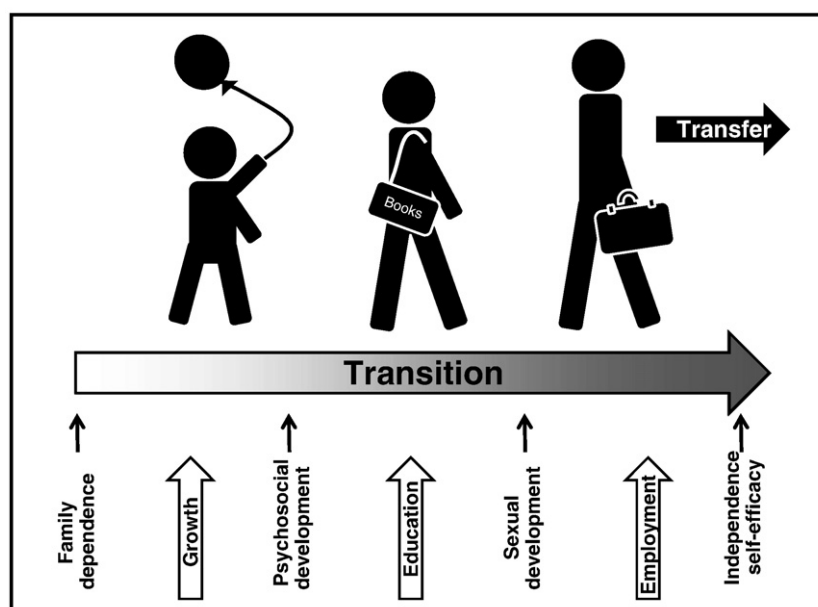 Transfer
Books
Transition
Family
dependence
Growth
Psychosocial
development
Education
Sexual
development
Employment
Independence
self-efficacy